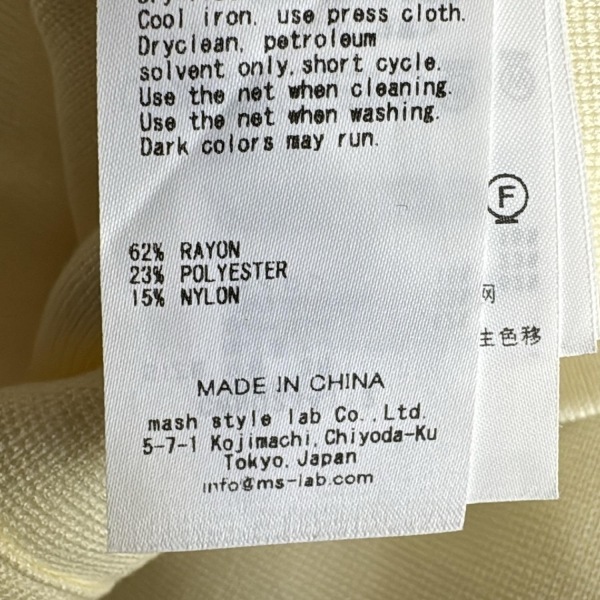 Cool iron, use press cloth.
Dryclean, petroleum
solvent only, short cycle.
Use the net when cleaning.
Use the net when washing.
Dark colors may run.
62% RAYON
23% POLYESTER
15% NYLON
MADE IN CHINA
mash style lab Co.,Ltd.
5-7-1 Kojimachi, Chiyoda-Ku
Tokyo, Japan
info@ms-lab.com
F
网
色移